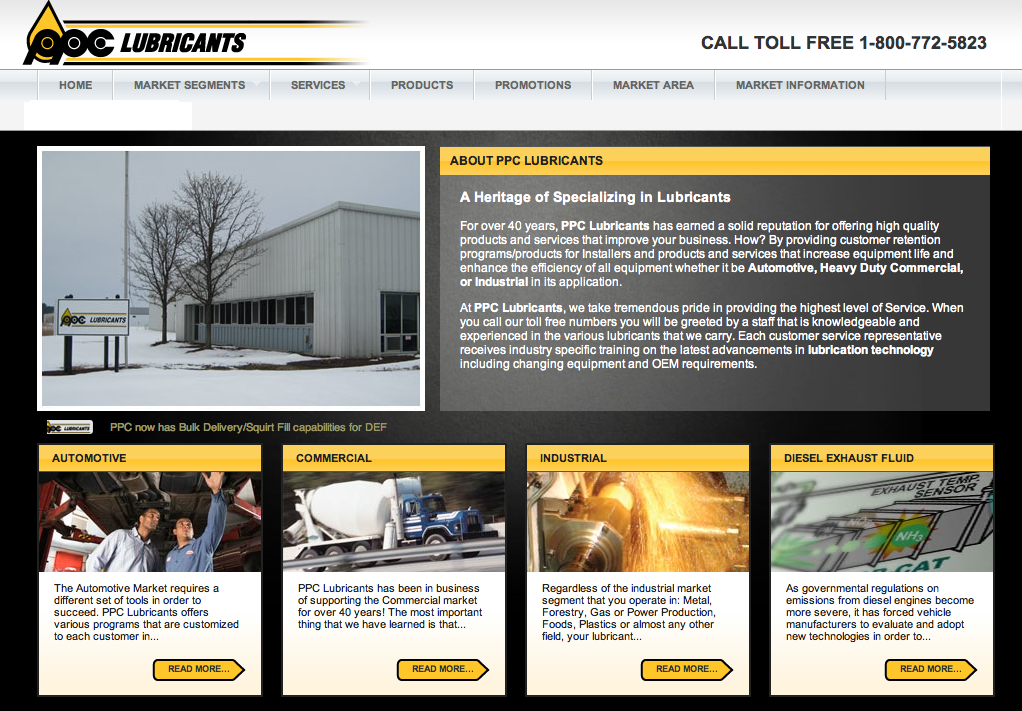 ppc LUBRICANTS
CALL TOLL FREE 1-800-772-5823
HOME MARKET SEGMENTS SERVICES PRODUCTS PROMOTIONS MARKET AREA MARKET INFORMATION
ppc LUBRICANTS
ABOUT PPC LUBRICANTS
A Heritage of Specializing in Lubricants
For over 40 years, PPC Lubricants has earned a solid reputation for offering high quality
products and services that improve your business. How? By providing customer retention
programs/products for Installers and products and services that increase equipment life and
enhance the efficiency of all equipment whether it be Automotive, Heavy Duty Commercial,
or Industrial in its application.
At PPC Lubricants, we take tremendous pride in providing the highest level of Service. When
you call our toll free numbers you will be greeted by a staff that is knowledgeable and
experienced in the various lubricants that we carry. Each customer service representative
receives industry specific training on the latest advancements in lubrication technology
including changing equipment and OEM requirements.
ppc LUBRICANTS PPC now has Bulk Delivery/Squirt Fill capabilities for DEF
AUTOMOTIVE
The Automotive Market requires a
different set of tools in order to
succeed. PPC Lubricants offers
various programs that are customized
to each customer in...
READ MORE...
COMMERCIAL
PPC Lubricants has been in business
of supporting the Commercial market
for over 40 years! The most important
thing that we have learned is that...
READ MORE...
INDUSTRIAL
Regardless of the industrial market
segment that you operate in: Metal,
Forestry, Gas or Power Production,
Foods, Plastics or almost any other
field, your lubricant...
READ MORE...
DIESEL EXHAUST FLUID
EXHAUST TEMP.
SENSOR
NH3
CAT
As governmental regulations on
emissions from diesel engines become
more severe, it has forced vehicle
manufacturers to evaluate and adopt
new technologies in order to...
READ MORE...